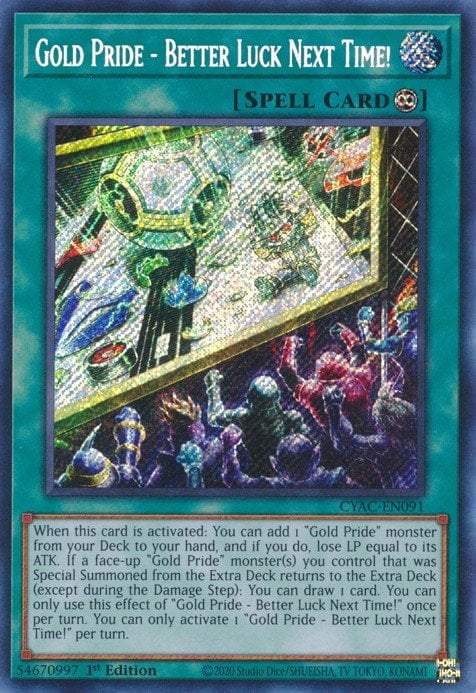 GOLD PRIDE - BETTER LUCK NEXT TIME!
[SPELL CARD]
CYAC-EN091
When this card is activated: You can add 1 "Gold Pride" monster
from your Deck to your hand, and if you do, lose LP equal to its
ATK. If a face-up "Gold Pride" monster(s) you control that was
Special Summoned from the Extra Deck returns to the Extra Deck
(except during the Damage Step): You can draw 1 card. You can
only use this effect of "Gold Pride - Better Luck Next Time!" once
per turn. You can only activate 1 "Gold Pride - Better Luck Next
Time!" per turn.
54670997 1st Edition ©2020 Studio Dice/SHUEISHA, TV TOKYO, KONAMI